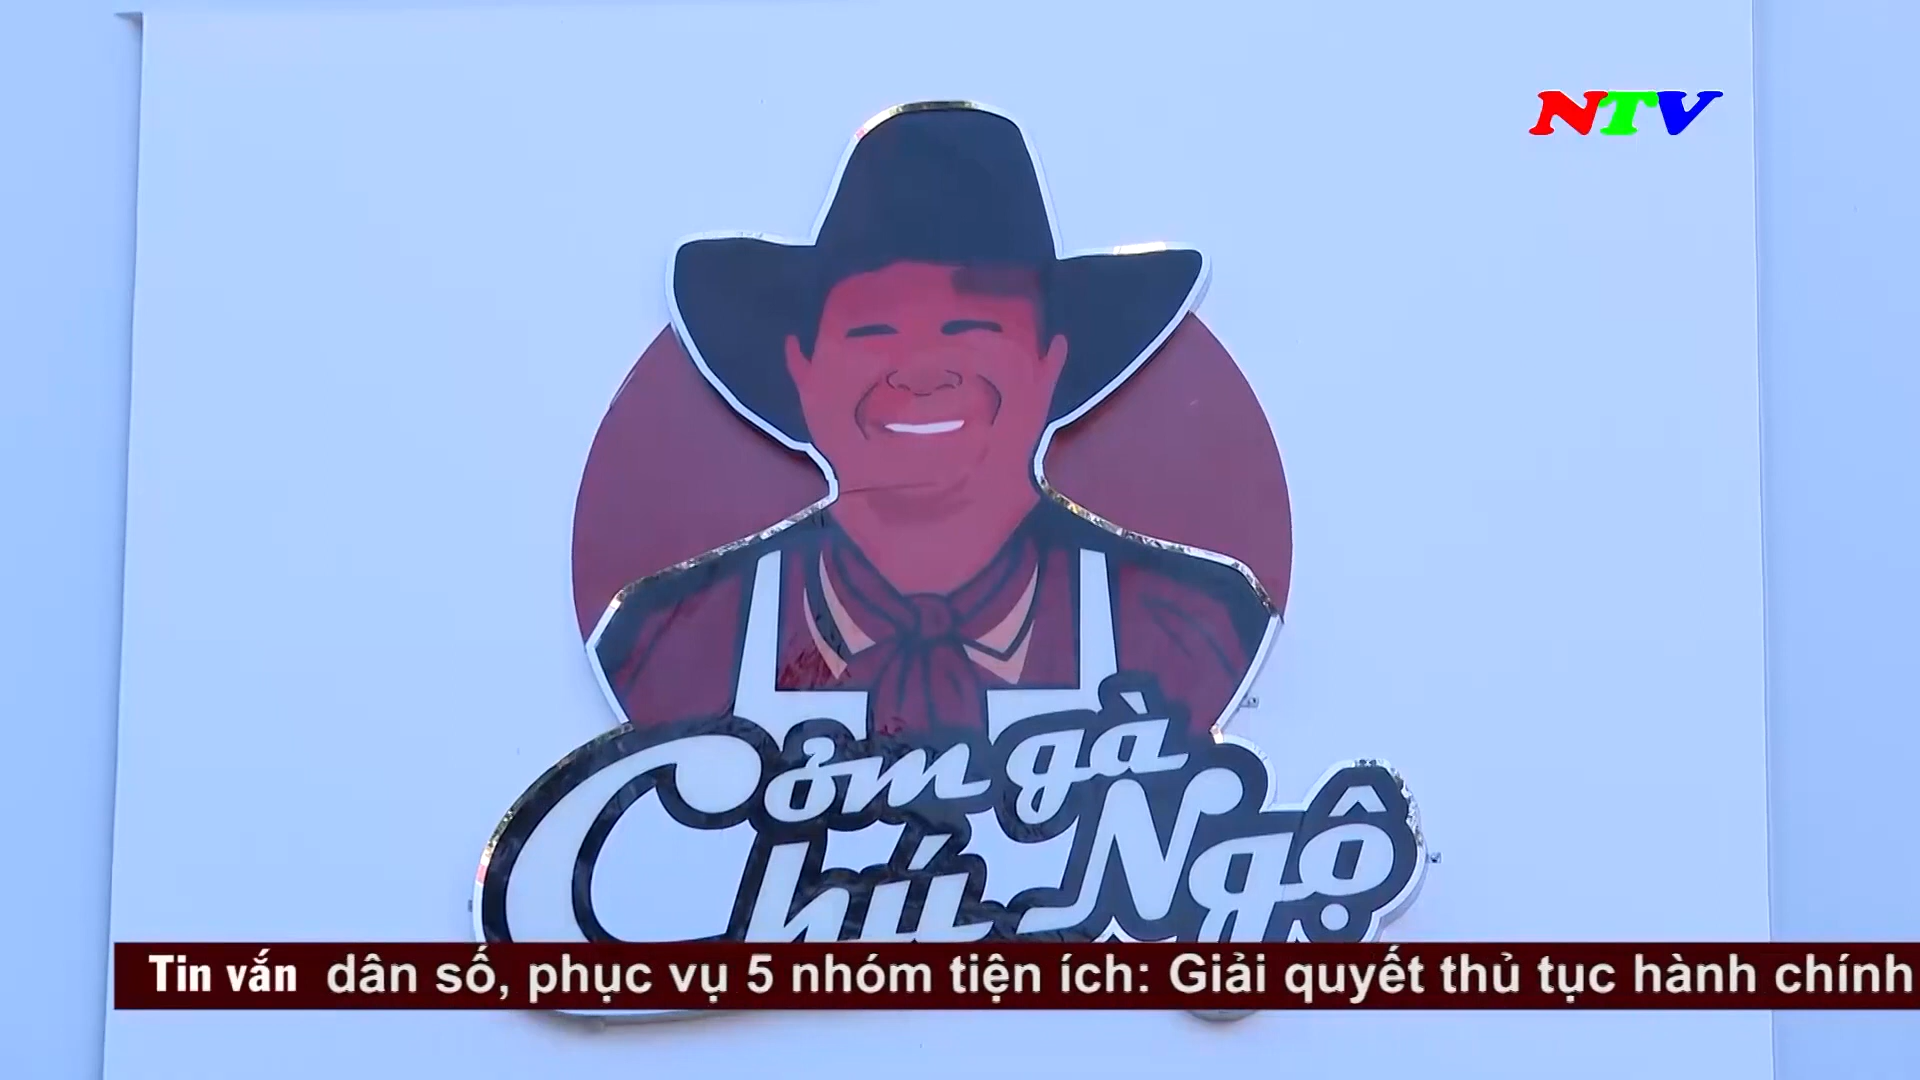 NTV
Cơm gà
Chú Ngộ
Tin vắn dân số, phục vụ 5 nhóm tiện ích: Giải quyết thủ tục hành chính